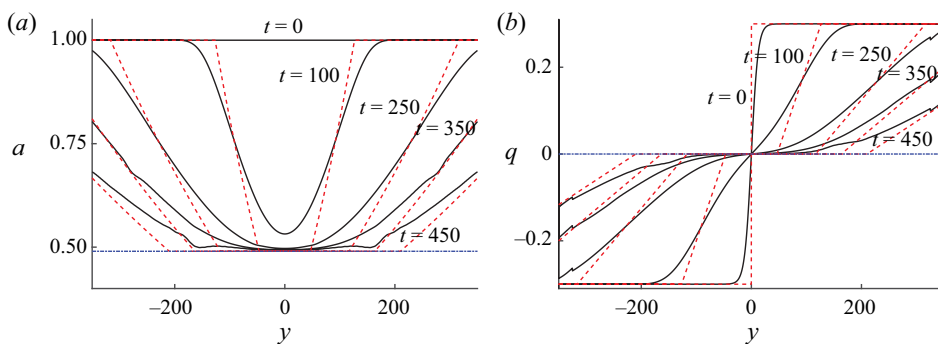 (a)
1.00
0.75
0.50
a
t = 0
t = 100
t = 250
t = 350
t = 450
−200
0
200
y
(b)
0.2
0
−0.2
q
t = 100
t = 250
t = 350
t = 0
t = 450
−200
0
200
y